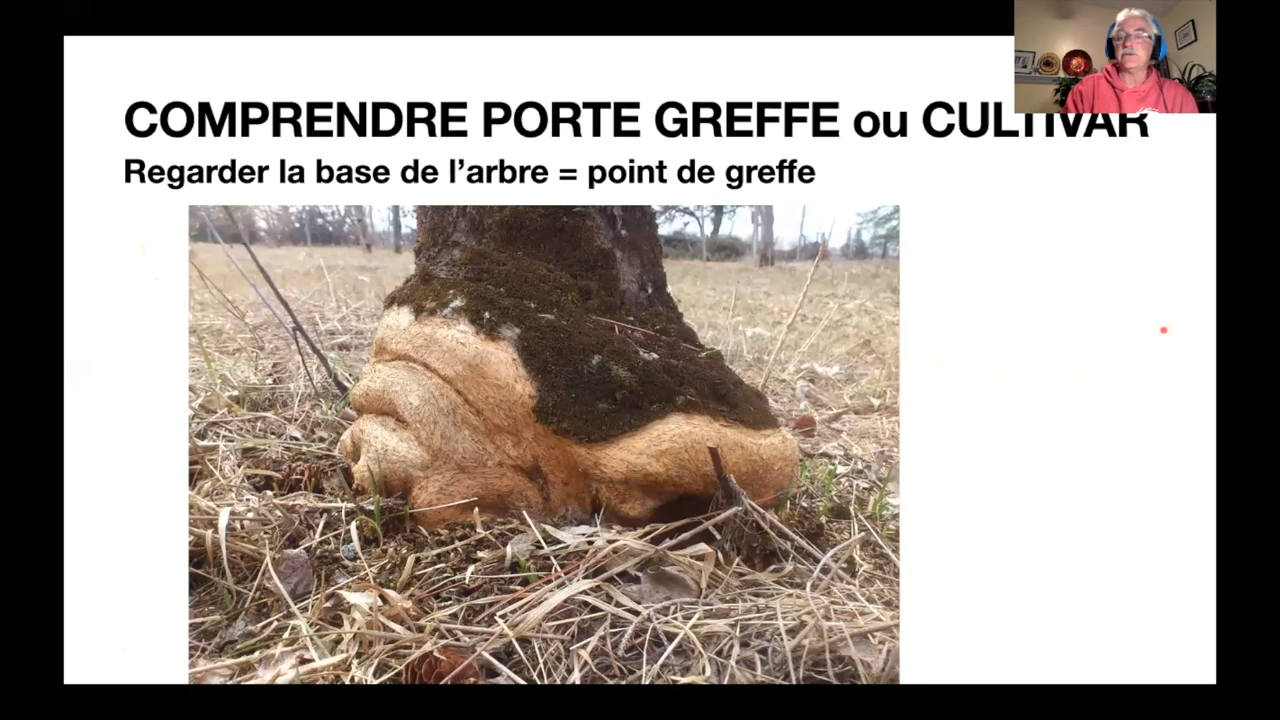 COMPRENDRE PORTE GREFFE ou CULTIVAR
Regarder la base de l’arbre = point de greffe